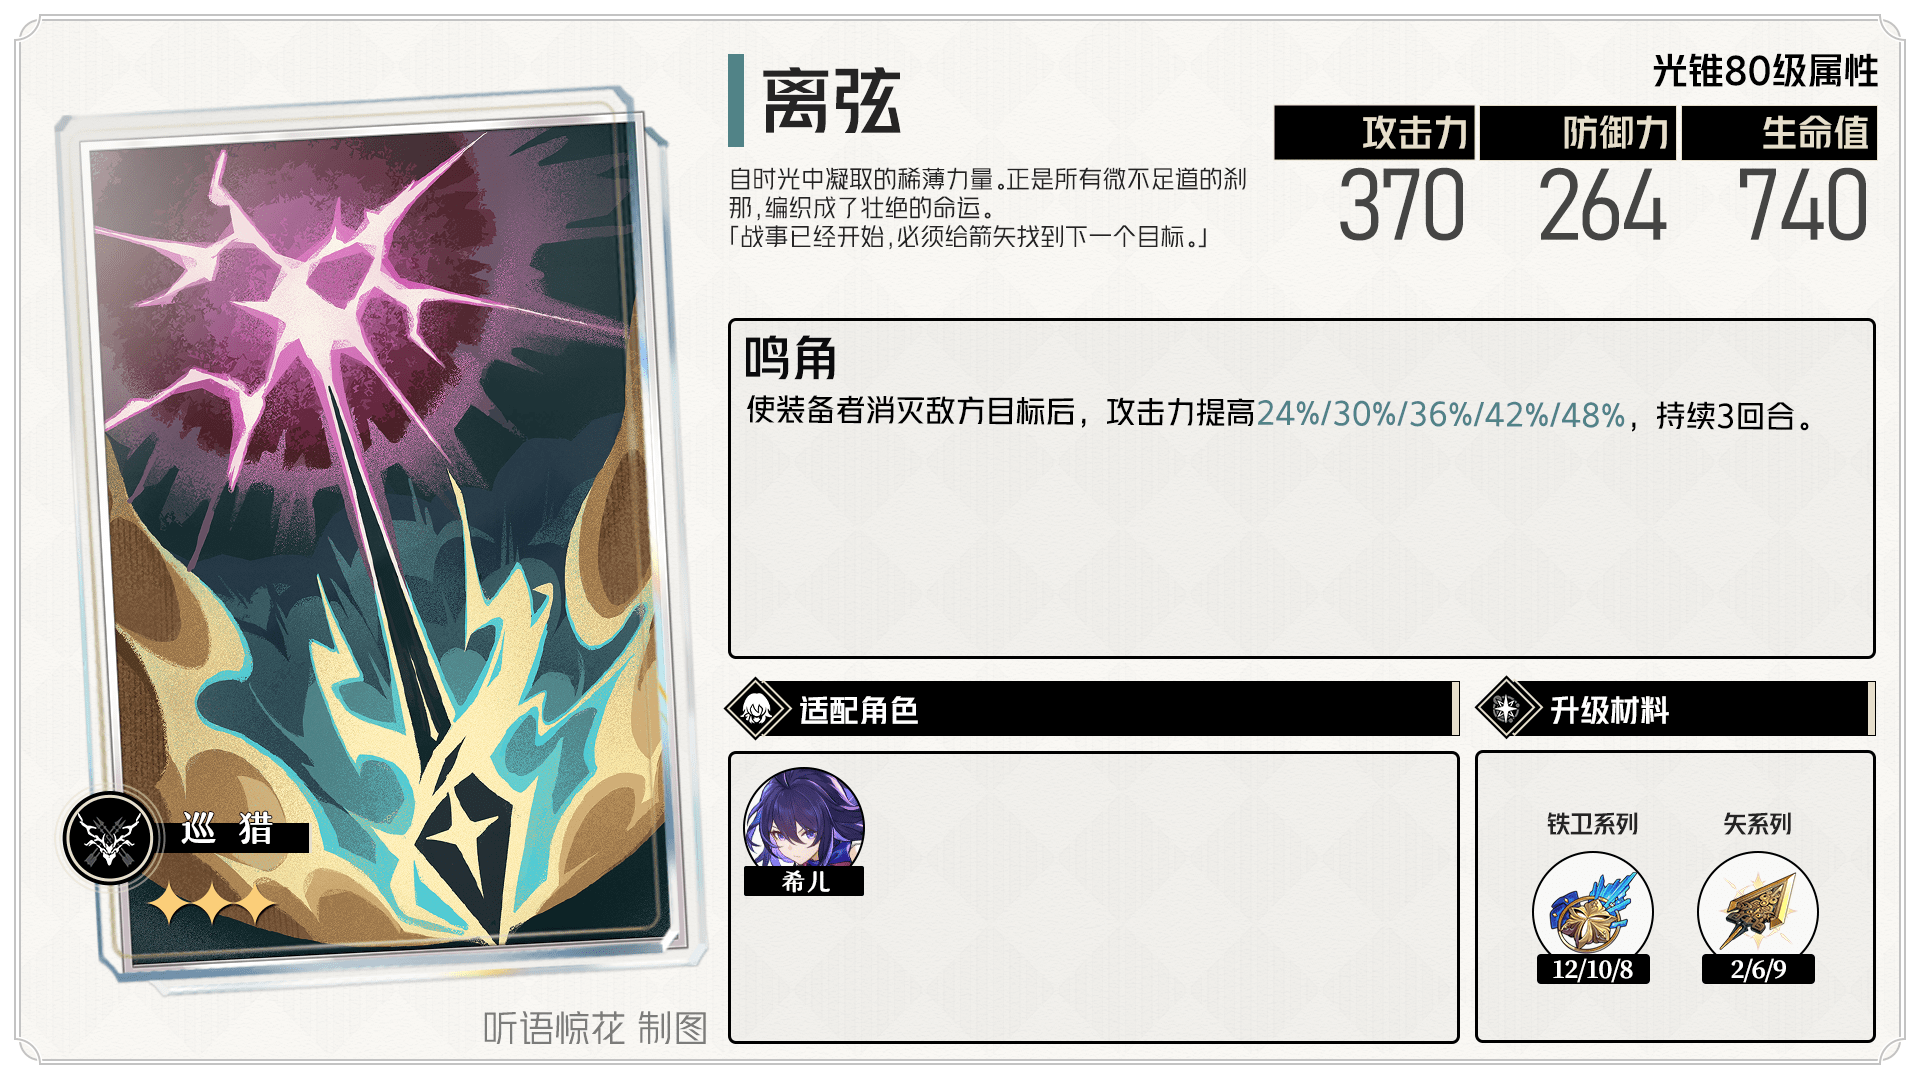 离弦
自时光中凝取的稀薄力量。正是所有微不足道的刹
那,编织成了壮绝的命运。
「战事已经开始,必须给箭矢找到下一个目标。」
光锥80级属性
攻击力 防御力 生命值
370 264 740
鸣角
使装备者消灭敌方目标后，攻击力提高24%/30%/36%/42%/48%，持续3回合。
巡猎
适配角色
希儿
升级材料
铁卫系列 矢系列
12/10/8 2/6/9
听语惊花 制图